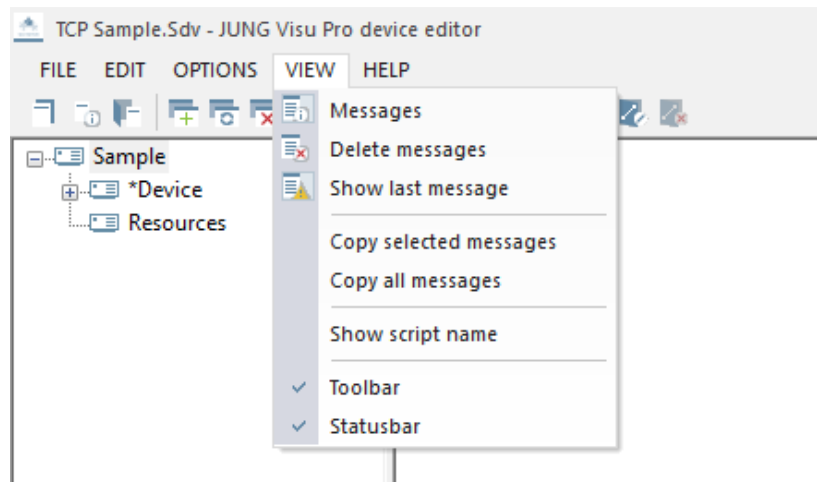 TCP Sample.Sdv - JUNG Visu Pro device editor
FILE EDIT OPTIONS VIEW HELP
Messages
Sample
Delete messages
*Device
Show last message
Resources
Copy selected messages
Copy all messages
Show script name
Toolbar
Statusbar